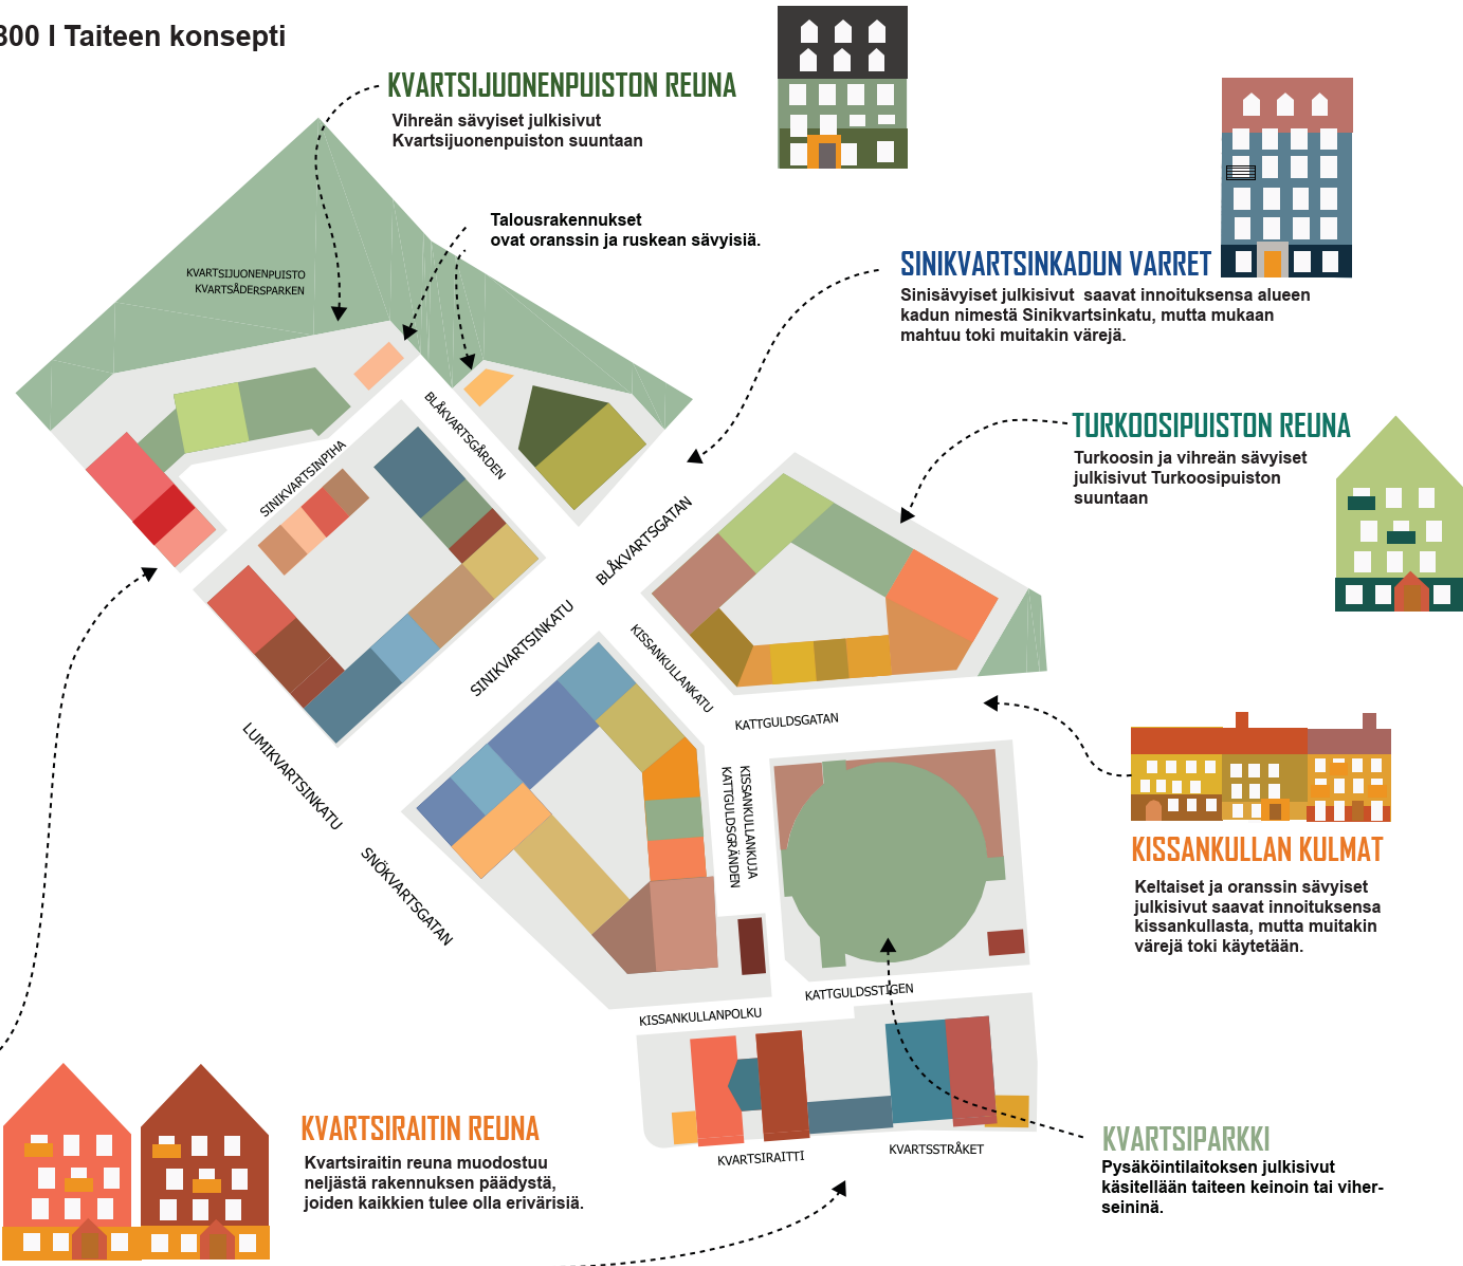 300 I Taiteen konsepti
KVARTSIJUONENPUISTON REUNA
Vihreän sävyiset julkisivut
Kvartsijuonenpuiston suuntaan
Talousrakennukset
ovat oranssin ja ruskean sävyisiä.
KVARTSIJUONENPUISTO
KVARTSÅDERSPARKEN
SINIKVARTSINKADUN VARRET
Sinisävyiset julkisivut saavat innoituksensa alueen
kadun nimestä Sinikvartsinkatu, mutta mukaan
mahtuu toki muitakin värejä.
BLÅKVARTSGÅRDEN
SINIKVARTSINPIHA
TURKOOSIPUISTON REUNA
Turkoosin ja vihreän sävyiset
julkisivut Turkoosipuiston
suuntaan
BLÅKVARTSGATAN
SINIKVARTSINKATU
KISSANKULLANKATU
KATTGULDSGATAN
LUMIKVARTSINKATU
SNÖKVARTSGATAN
KISSANKULLANKUJA
KATTGULDSGRÄNDEN
KISSANKULLAN KULMAT
Keltaiset ja oranssin sävyiset
julkisivut saavat innoituksensa
kissankullasta, mutta muitakin
värejä toki käytetään.
KATTGULDSSTIGEN
KISSANKULLANPOLKU
KVARTSIRAITIN REUNA
Kvartsiraitin reuna muodostuu
neljästä rakennuksen päädystä,
joiden kaikkien tulee olla erivärisiä.
KVARTSIRAITTI
KVARTSSTRÅKET
KVARTSIPARKKI
Pysäköintilaitoksen julkisivut
käsitellään taiteen keinoin tai viher-
seininä.